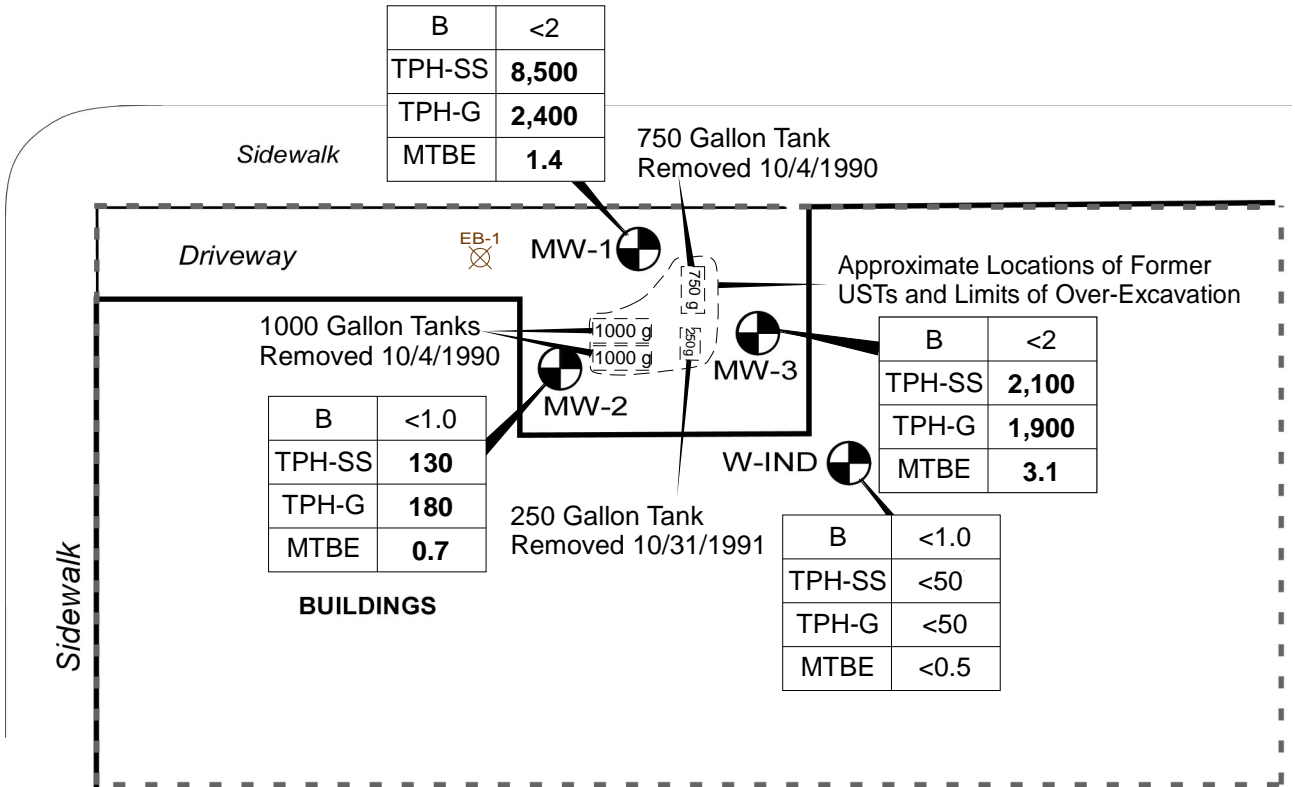 B <2
TPH-SS 8,500
TPH-G 2,400
MTBE 1.4
750 Gallon Tank
Removed 10/4/1990
Sidewalk
Driveway
EB-1
MW-1
750 g
Approximate Locations of Former
USTs and Limits of Over-Excavation
1000 Gallon Tanks
Removed 10/4/1990
1000 g
1000 g
250g
MW-3
MW-2
B <2
TPH-SS 2,100
TPH-G 1,900
MTBE 3.1
B <1.0
TPH-SS 130
TPH-G 180
MTBE 0.7
W-IND
250 Gallon Tank
Removed 10/31/1991
B <1.0
TPH-SS <50
TPH-G <50
MTBE <0.5
BUILDINGS
Sidewalk